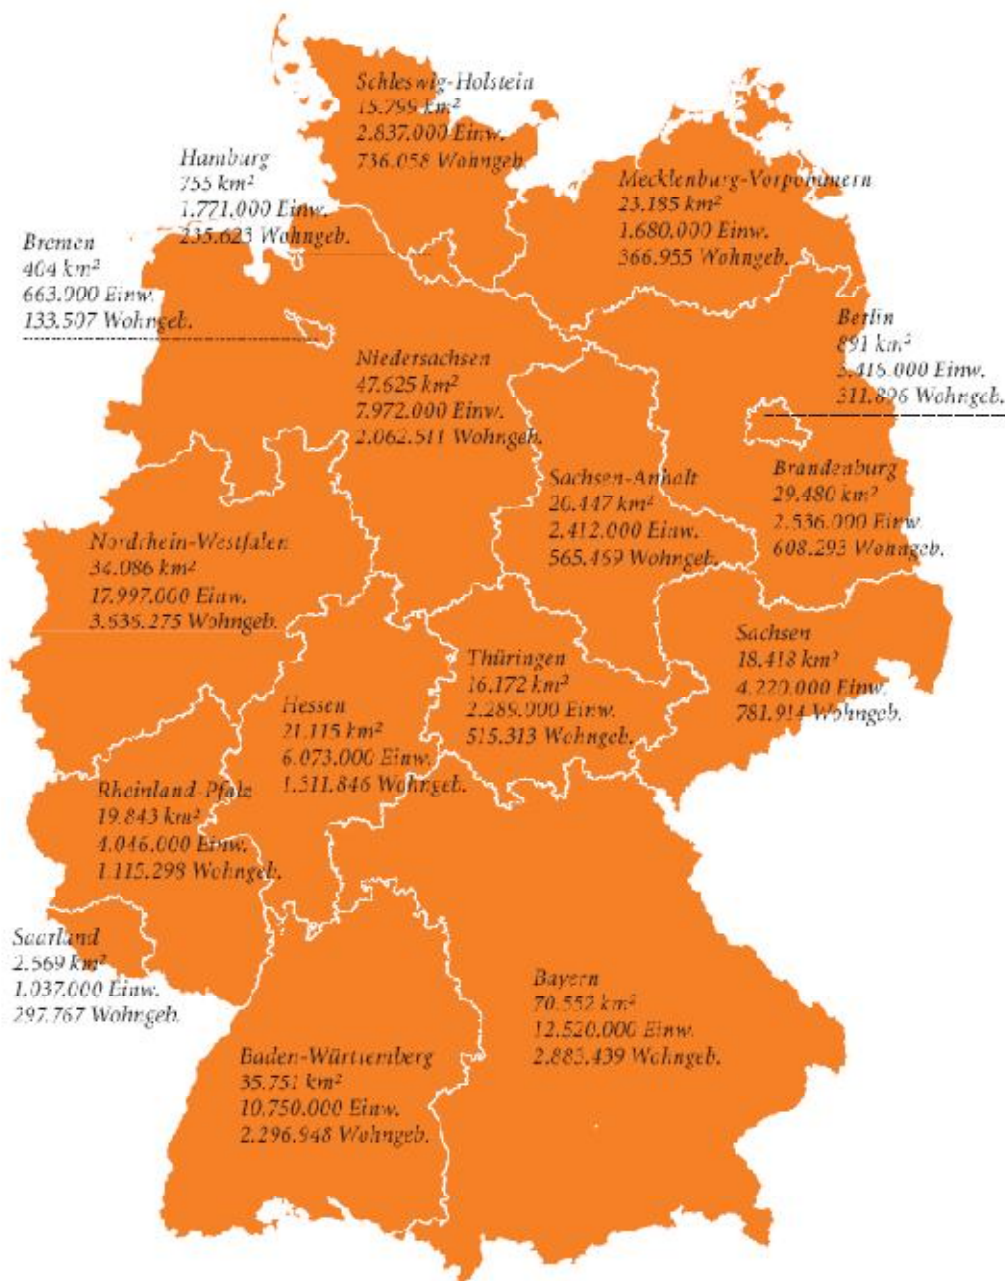 Schleswig-Holstein
15.799 km²
2.837.000 Einw.
736.058 Wohngeb.
Hamburg
755 km²
1.771.000 Einw.
235.623 Wohngeb.
Mecklenburg-Vorpommern
23.185 km²
1.680.000 Einw.
366.955 Wohngeb.
Bremen
404 km²
663.000 Einw.
133.507 Wohngeb.
Berlin
891 km²
3.416.000 Einw.
311.896 Wohngeb.
Niedersachsen
47.625 km²
7.972.000 Einw.
2.062.511 Wohngeb.
Sachsen-Anhalt
20.447 km²
2.412.000 Einw.
565.469 Wohngeb.
Brandenburg
29.480 km²
2.536.000 Einw.
608.293 Wohngeb.
Nordrhein-Westfalen
34.086 km²
17.997.000 Einw.
3.636.275 Wohngeb.
Sachsen
18.418 km²
4.220.000 Einw.
781.914 Wohngeb.
Thüringen
16.172 km²
2.289.000 Einw.
515.313 Wohngeb.
Hessen
21.115 km²
6.073.000 Einw.
1.311.846 Wohngeb.
Rheinland-Pfalz
19.843 km²
4.046.000 Einw.
1.115.298 Wohngeb.
Saarland
2.569 km²
1.037.000 Einw.
297.767 Wohngeb.
Bayern
70.552 km²
12.520.000 Einw.
2.883.439 Wohngeb.
Baden-Württemberg
35.751 km²
10.750.000 Einw.
2.296.948 Wohngeb.